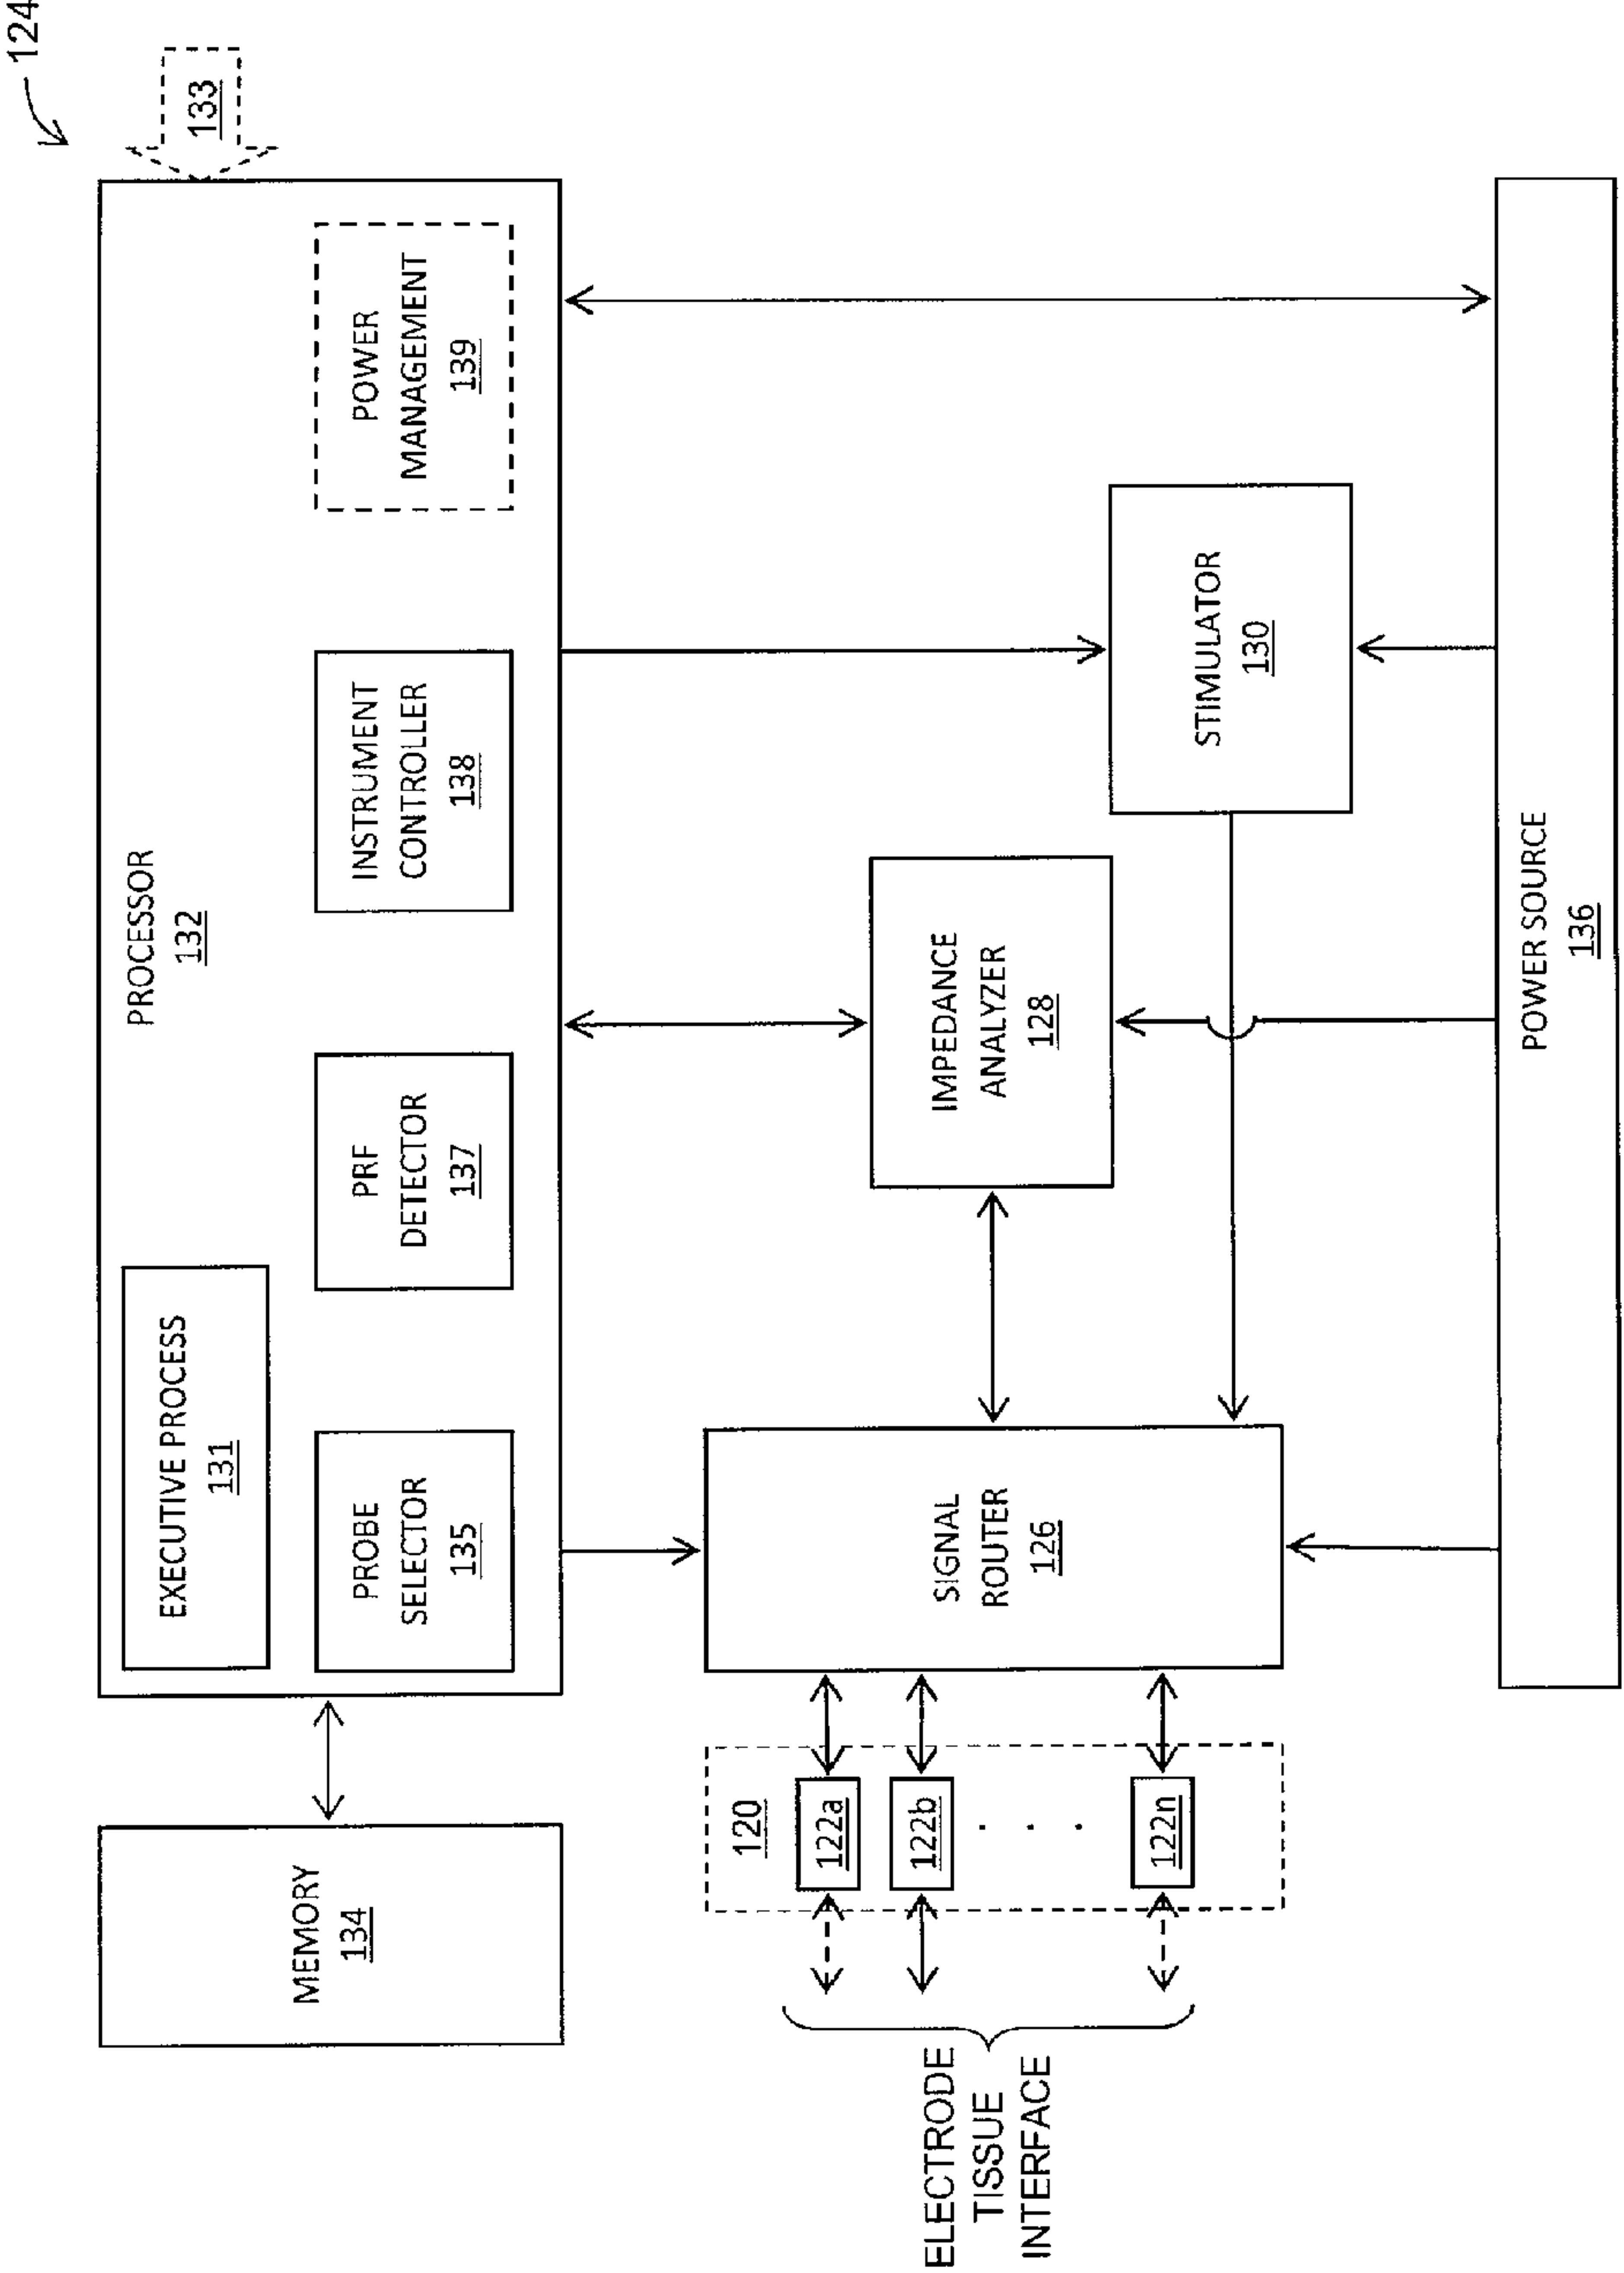 124
133
PROCESSOR
132
EXECUTIVE PROCESS
131
PROBE
SELECTOR
135
PRF
DETECTOR
137
INSTRUMENT
CONTROLLER
138
POWER
MANAGEMENT
139
MEMORY
134
120
122a
122b
. . .
122n
ELECTRODE
TISSUE
INTERFACE
SIGNAL
ROUTER
126
IMPEDANCE
ANALYZER
128
STIMULATOR
130
POWER SOURCE
136